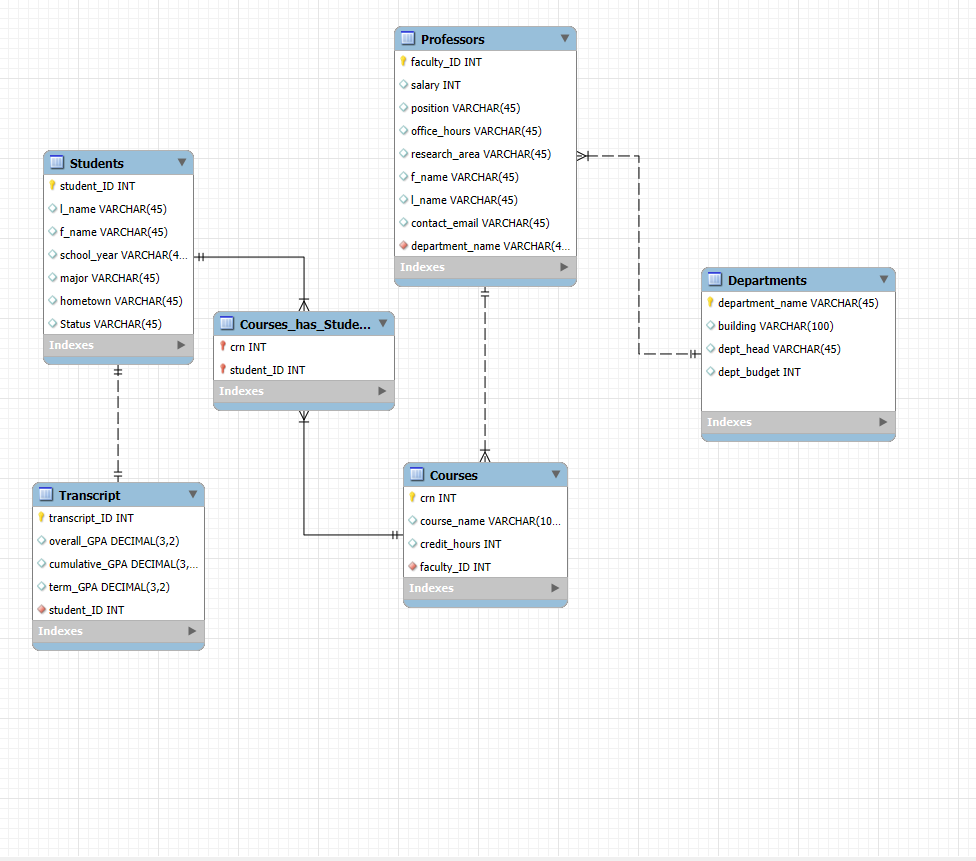 Professors
faculty_ID INT
salary INT
position VARCHAR(45)
office_hours VARCHAR(45)
research_area VARCHAR(45)
f_name VARCHAR(45)
l_name VARCHAR(45)
contact_email VARCHAR(45)
department_name VARCHAR(4...
Indexes
Students
student_ID INT
l_name VARCHAR(45)
f_name VARCHAR(45)
school_year VARCHAR(4...
major VARCHAR(45)
hometown VARCHAR(45)
Status VARCHAR(45)
Indexes
Departments
department_name VARCHAR(45)
building VARCHAR(100)
dept_head VARCHAR(45)
dept_budget INT
Indexes
Courses_has_Stude...
crn INT
student_ID INT
Indexes
Courses
crn INT
course_name VARCHAR(10...
credit_hours INT
faculty_ID INT
Indexes
Transcript
transcript_ID INT
overall_GPA DECIMAL(3,2)
cumulative_GPA DECIMAL(3,...
term_GPA DECIMAL(3,2)
student_ID INT
Indexes